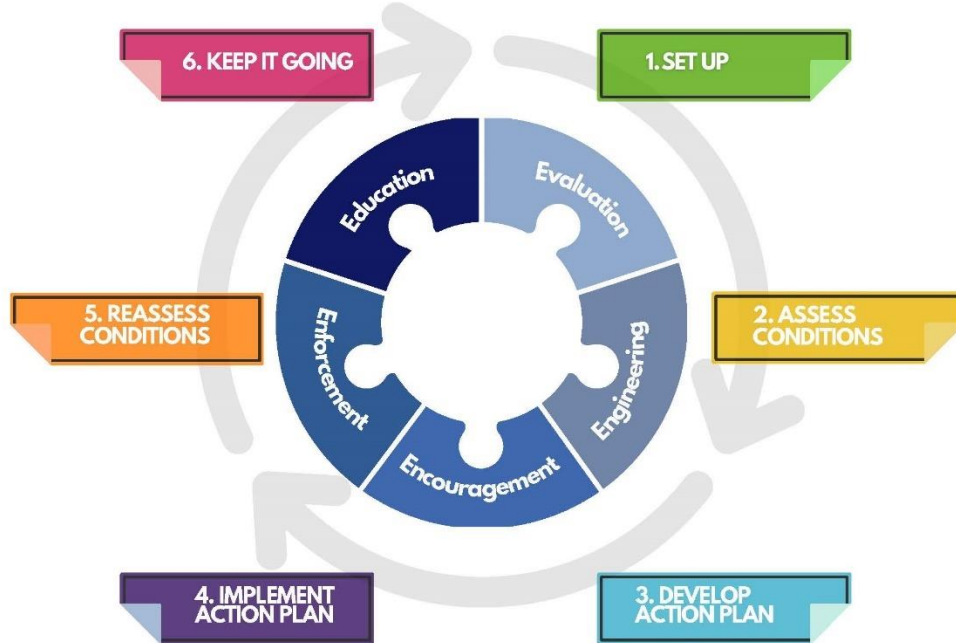 6. KEEP IT GOING
1. SET UP
Education
Evaluation
5. REASSESS
CONDITIONS
2. ASSESS
CONDITIONS
Enforcement
Engineering
Encouragement
4. IMPLEMENT
ACTION PLAN
3. DEVELOP
ACTION PLAN